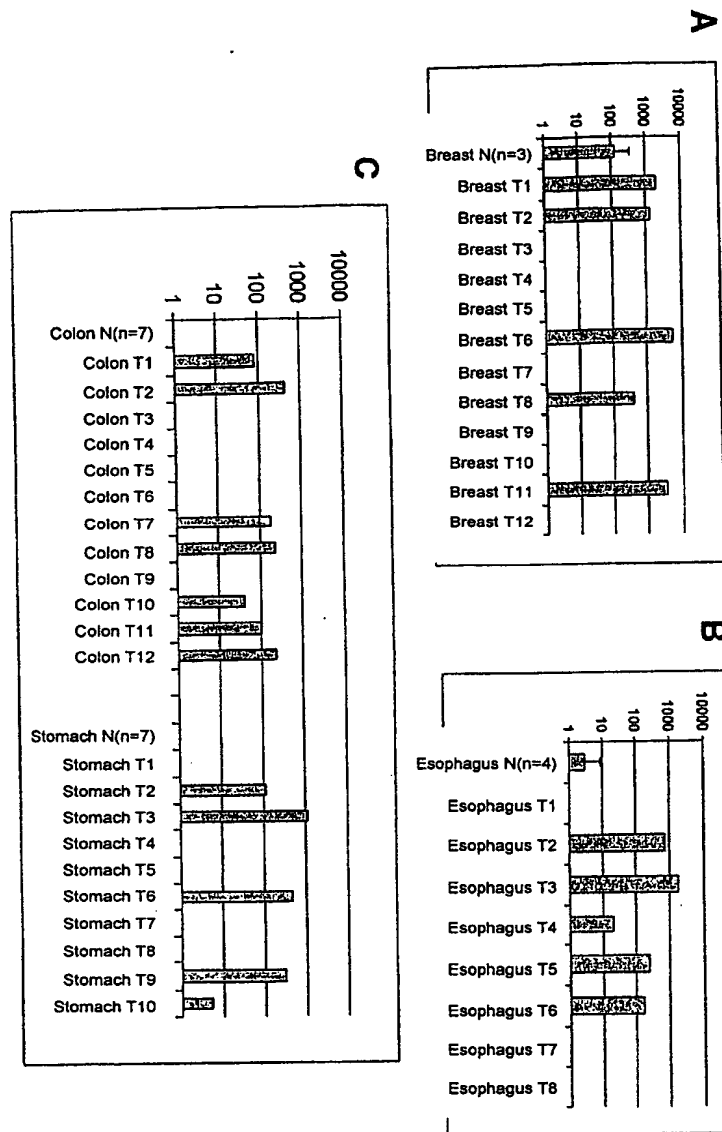 A
10000
1000
100
10
1
Breast N(n=3)
Breast T1
Breast T2
Breast T3
Breast T4
Breast T5
Breast T6
Breast T7
Breast T8
Breast T9
Breast T10
Breast T11
Breast T12
B
10000
1000
100
10
1
Esophagus N(n=4)
Esophagus T1
Esophagus T2
Esophagus T3
Esophagus T4
Esophagus T5
Esophagus T6
Esophagus T7
Esophagus T8
C
10000
1000
100
10
1
Colon N(n=7)
Colon T1
Colon T2
Colon T3
Colon T4
Colon T5
Colon T6
Colon T7
Colon T8
Colon T9
Colon T10
Colon T11
Colon T12
Stomach N(n=7)
Stomach T1
Stomach T2
Stomach T3
Stomach T4
Stomach T5
Stomach T6
Stomach T7
Stomach T8
Stomach T9
Stomach T10